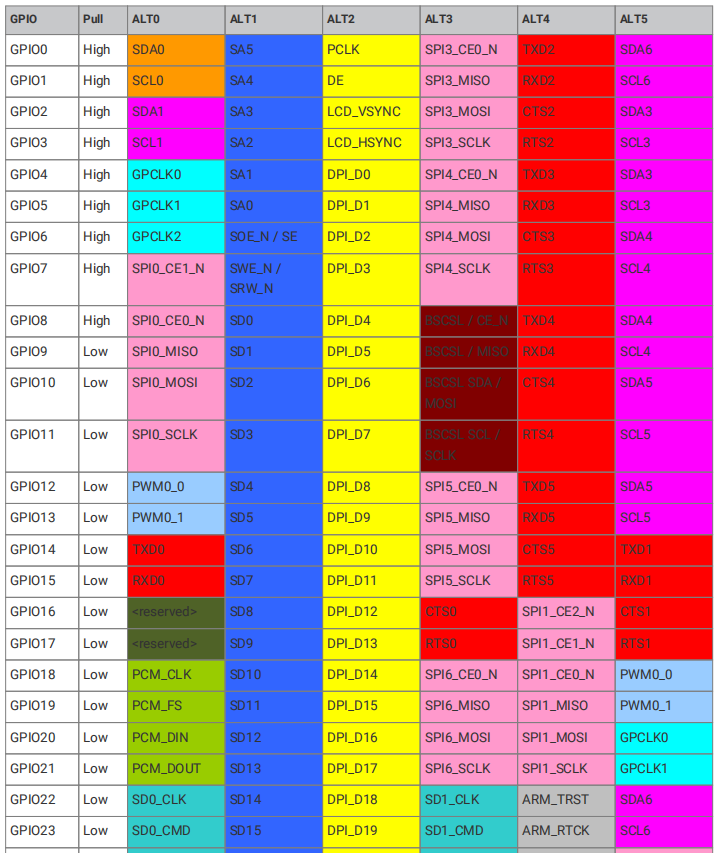 GPIO Pull ALT0 ALT1 ALT2 ALT3 ALT4 ALT5
GPIO0 High SDA0 SA5 PCLK SPI3_CE0_N TXD2 SDA6
GPIO1 High SCL0 SA4 DE SPI3_MISO RXD2 SCL6
GPIO2 High SDA1 SA3 LCD_VSYNC SPI3_MOSI CTS2 SDA3
GPIO3 High SCL1 SA2 LCD_HSYNC SPI3_SCLK RTS2 SCL3
GPIO4 High GPCLK0 SA1 DPI_D0 SPI4_CE0_N TXD3 SDA3
GPIO5 High GPCLK1 SA0 DPI_D1 SPI4_MISO RXD3 SCL3
GPIO6 High GPCLK2 SOE_N / SE DPI_D2 SPI4_MOSI CTS3 SDA4
GPIO7 High SPI0_CE1_N SWE_N / DPI_D3 SPI4_SCLK RTS3 SCL4
SRW_N
GPIO8 High SPI0_CE0_N SD0 DPI_D4 BSCSL / CE_N TXD4 SDA4
GPIO9 Low SPI0_MISO SD1 DPI_D5 BSCSL / MISO RXD4 SCL4
GPIO10 Low SPI0_MOSI SD2 DPI_D6 BSCSL SDA / CTS4 SDA5
MOSI
GPIO11 Low SPI0_SCLK SD3 DPI_D7 BSCSL SCL / RTS4 SCL5
SCLK
GPIO12 Low PWM0_0 SD4 DPI_D8 SPI5_CE0_N TXD5 SDA5
GPIO13 Low PWM0_1 SD5 DPI_D9 SPI5_MISO RXD5 SCL5
GPIO14 Low TXD0 SD6 DPI_D10 SPI5_MOSI CTS5 TXD1
GPIO15 Low RXD0 SD7 DPI_D11 SPI5_SCLK RTS5 RXD1
GPIO16 Low <reserved> SD8 DPI_D12 CTS0 SPI1_CE2_N CTS1
GPIO17 Low <reserved> SD9 DPI_D13 RTS0 SPI1_CE1_N RTS1
GPIO18 Low PCM_CLK SD10 DPI_D14 SPI6_CE0_N SPI1_CE0_N PWM0_0
GPIO19 Low PCM_FS SD11 DPI_D15 SPI6_MISO SPI1_MISO PWM0_1
GPIO20 Low PCM_DIN SD12 DPI_D16 SPI6_MOSI SPI1_MOSI GPCLK0
GPIO21 Low PCM_DOUT SD13 DPI_D17 SPI6_SCLK SPI1_SCLK GPCLK1
GPIO22 Low SD0_CLK SD14 DPI_D18 SD1_CLK ARM_TRST SDA6
GPIO23 Low SD0_CMD SD15 DPI_D19 SD1_CMD ARM_RTCK SCL6